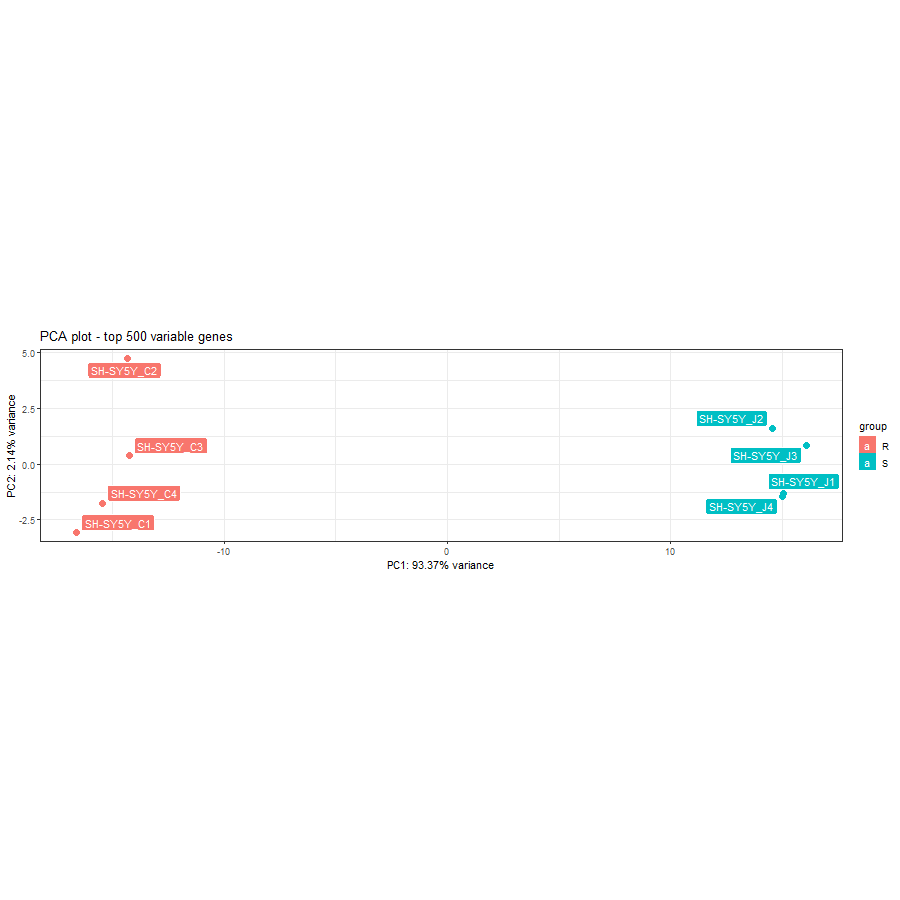 PCA plot - top 500 variable genes
5.0
2.5
0.0
-2.5
PC2: 2.14% variance
SH-SY5Y_C2
SH-SY5Y_C3
SH-SY5Y_C4
SH-SY5Y_C1
SH-SY5Y_J2
SH-SY5Y_J3
SH-SY5Y_J1
SH-SY5Y_J4
-10
0
10
PC1: 93.37% variance
group
a R
a S